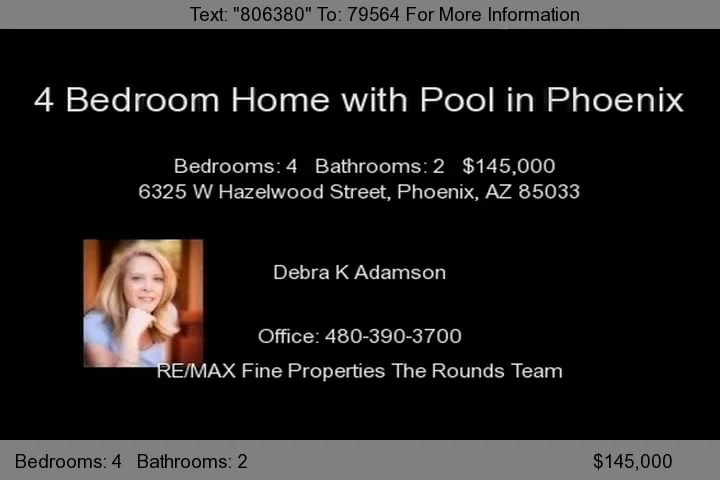 Text: "806380" To: 79564 For More Information
4 Bedroom Home with Pool in Phoenix
Bedrooms: 4 Bathrooms: 2 $145,000
6325 W Hazelwood Street, Phoenix, AZ 85033
Debra K Adamson
Office: 480-390-3700
RE/MAX Fine Properties The Rounds Team
Bedrooms: 4 Bathrooms: 2 $145,000